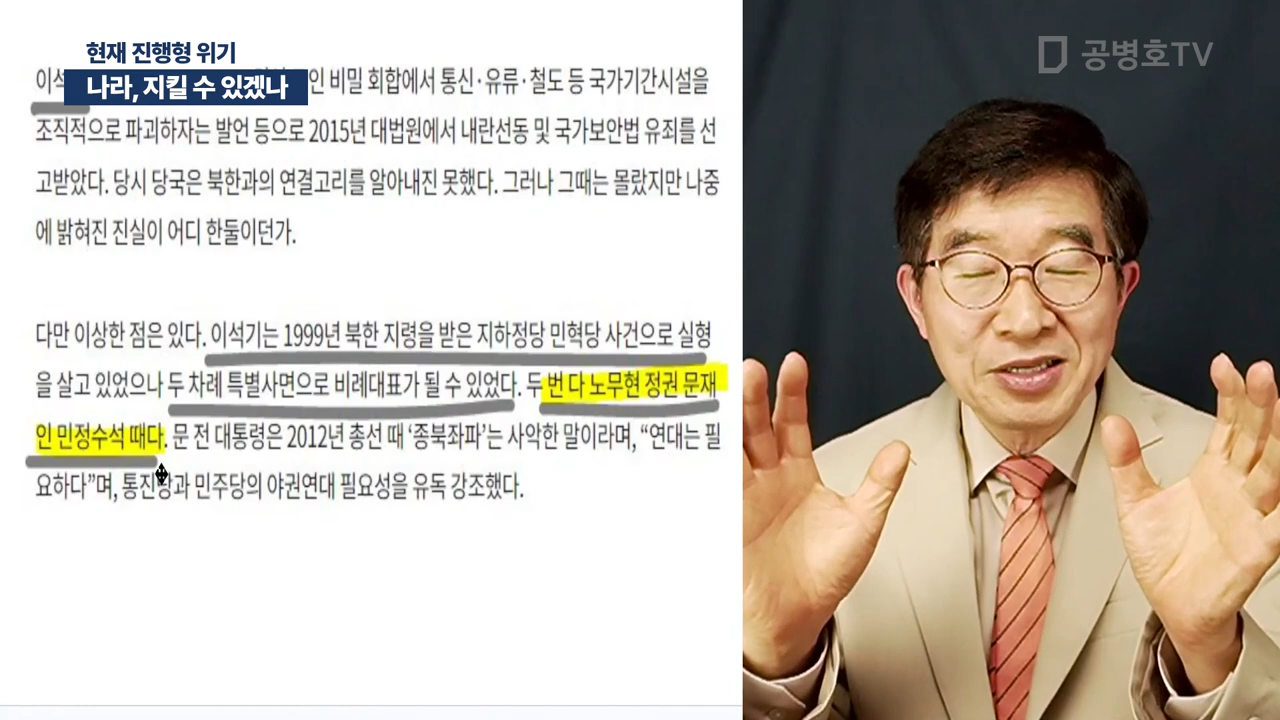 현재 진행형 위기
나라, 지킬 수 있겠나
공병호TV
이석
인 비밀 회합에서 통신·유류·철도 등 국가기간시설을
조직적으로 파괴하자는 발언 등으로 2015년 대법원에서 내란선동 및 국가보안법 유죄를 선
고받았다. 당시 당국은 북한과의 연결고리를 알아내진 못했다. 그러나 그때는 몰랐지만 나중
에 밝혀진 진실이 어디 한둘이던가.
다만 이상한 점은 있다. 이석기는 1999년 북한 지령을 받은 지하정당 민혁당 사건으로 실형
을 살고 있었으나 두 차례 특별사면으로 비례대표가 될 수 있었다. 두 번 다 노무현 정권 문재
인 민정수석 때다. 문 전 대통령은 2012년 총선 때 ‘종북좌파’는 사악한 말이라며, “연대는 필
요하다”며, 통진당과 민주당의 야권연대 필요성을 유독 강조했다.